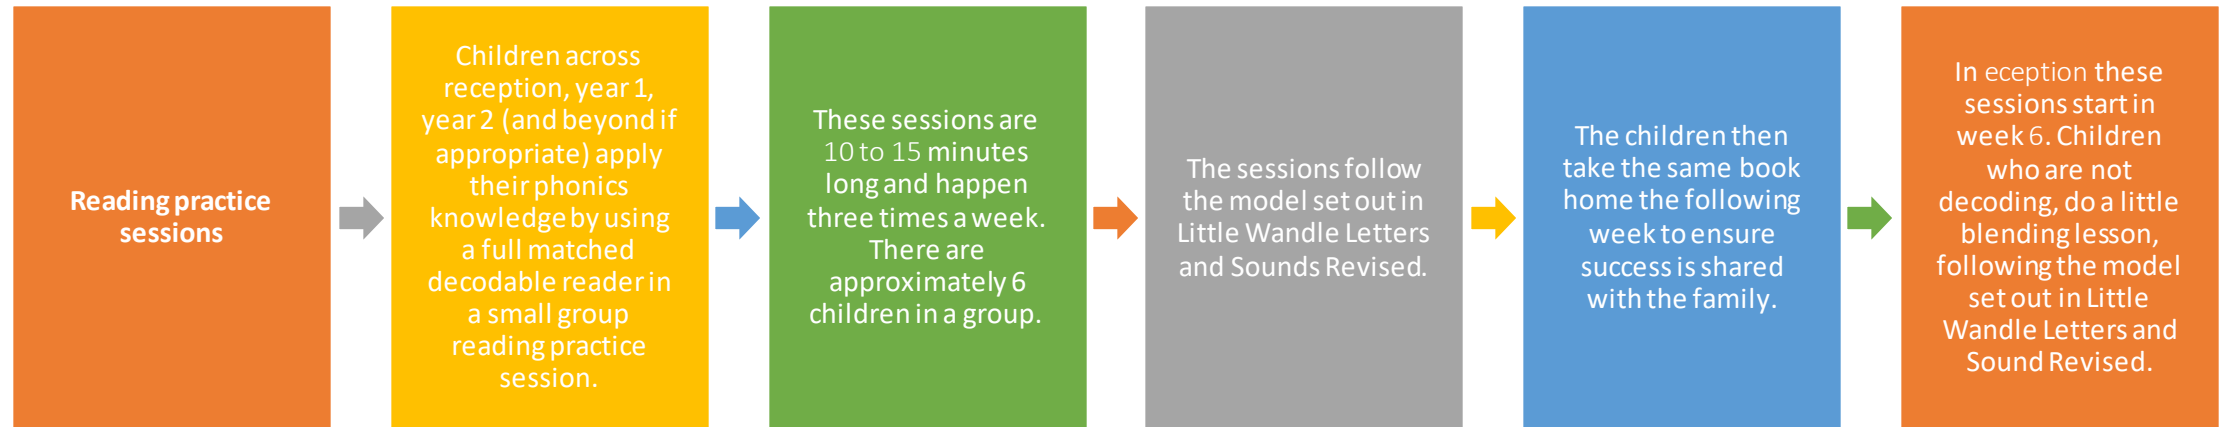 Reading practice
sessions
Children across
reception, year 1,
year 2 (and beyond if
appropriate) apply
their phonics
knowledge by using
a full matched
decodable reader in
a small group
reading practice
session.
These sessions are
10 to 15 minutes
long and happen
three times a week.
There are
approximately 6
children in a group.
The sessions follow
the model set out in
Little Wandle Letters
and Sounds Revised.
The children then
take the same book
home the following
week to ensure
success is shared
with the family.
In eception these
sessions start in
week 6. Children
who are not
decoding, do a little
blending lesson,
following the model
set out in Little
Wandle Letters and
Sound Revised.